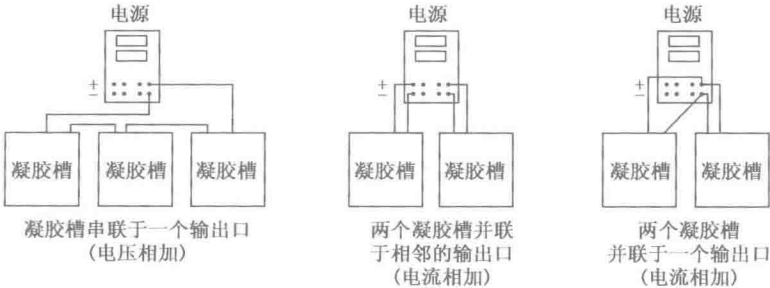 电源
+
−
凝胶槽 凝胶槽 凝胶槽
凝胶槽串联于一个输出口
(电压相加)
电源
+
−
凝胶槽 凝胶槽
两个凝胶槽并联
于相邻的输出口
(电流相加)
电源
+
−
凝胶槽 凝胶槽
两个凝胶槽
并联于一个输出口
(电流相加)